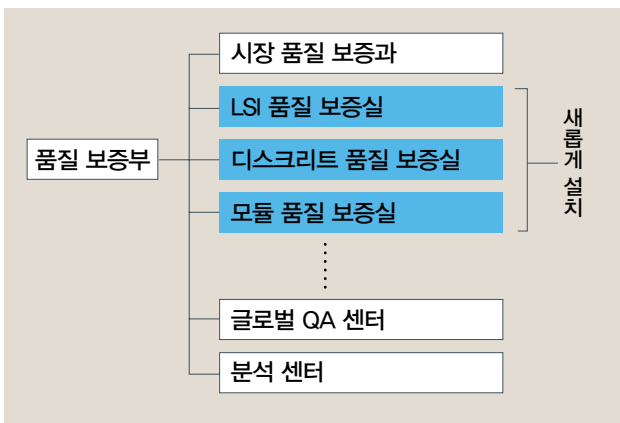 시장 품질 보증과
LSI 품질 보증실
품질 보증부
디스크리트 품질 보증실
모듈 품질 보증실
새롭게 설치
글로벌 QA 센터
분석 센터